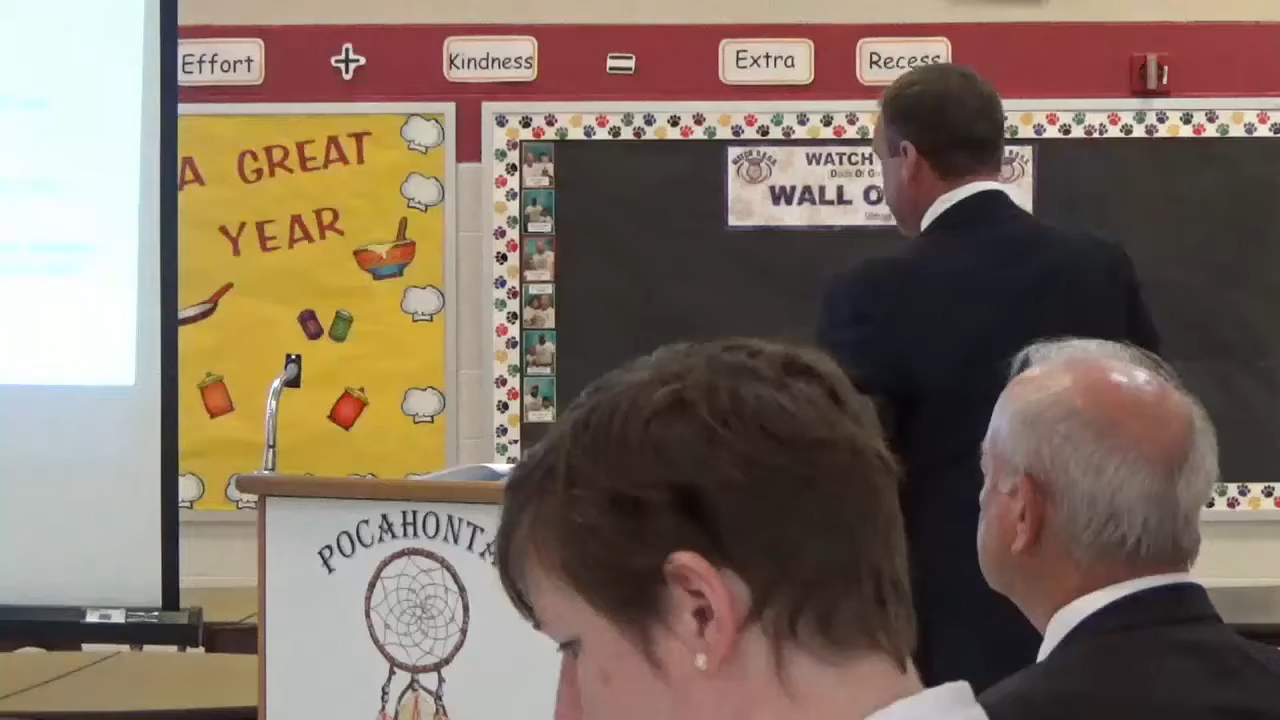 Effort + Kindness = Extra Recess
A GREAT
YEAR
WATCH
WALL O
POCAHONTA